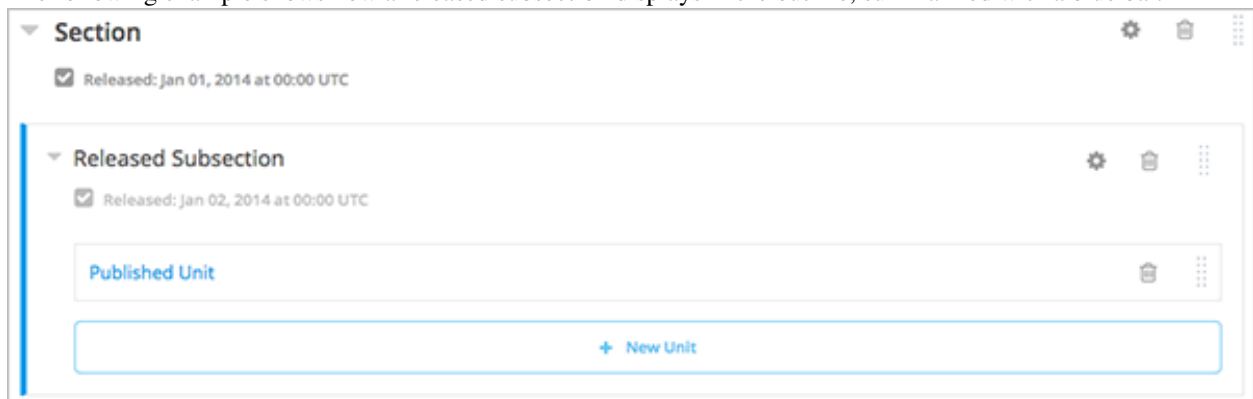 Section
Released: Jan 01, 2014 at 00:00 UTC
Released Subsection
Released: Jan 02, 2014 at 00:00 UTC
Published Unit
+ New Unit